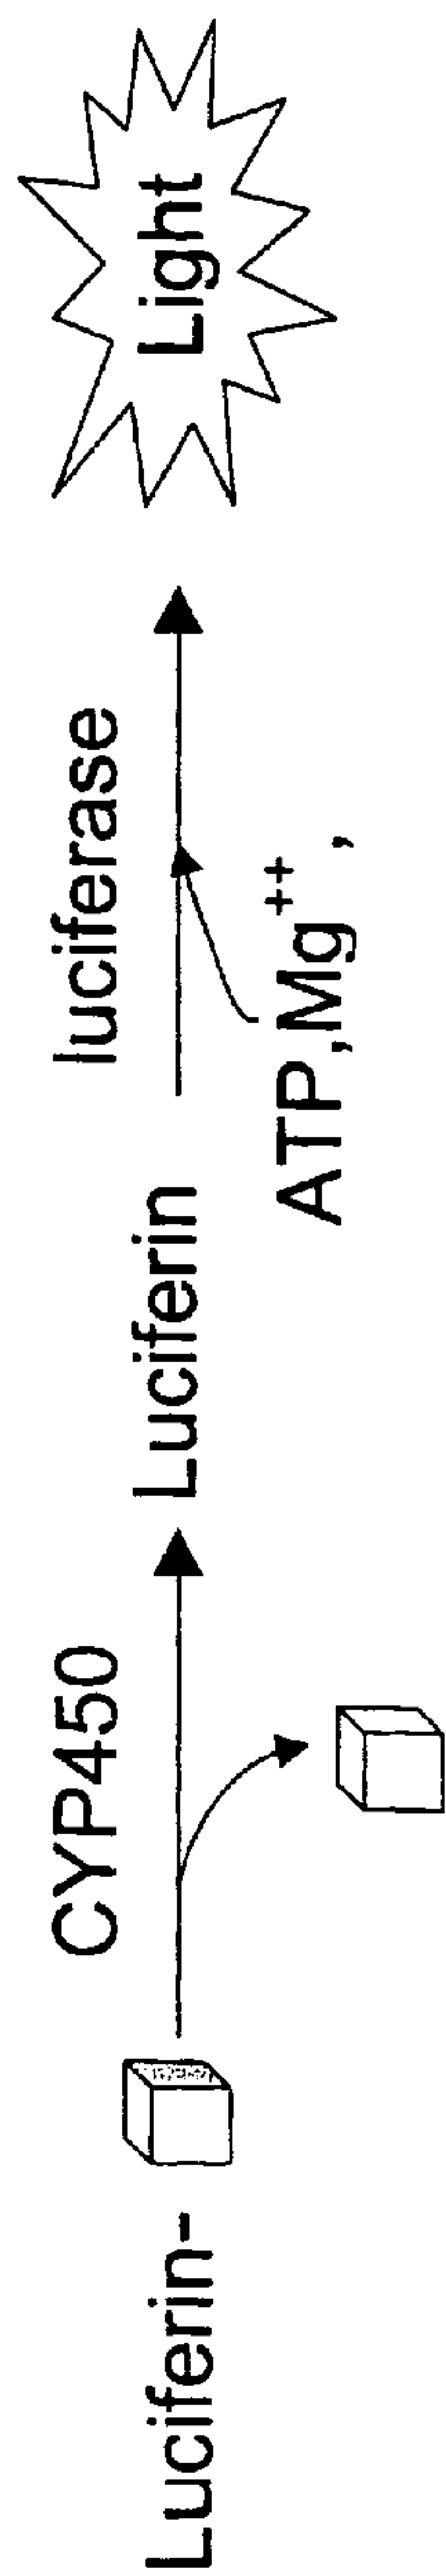 Luciferin-
CYP450
Luciferin
luciferase
ATP,Mg⁺⁺,
Light